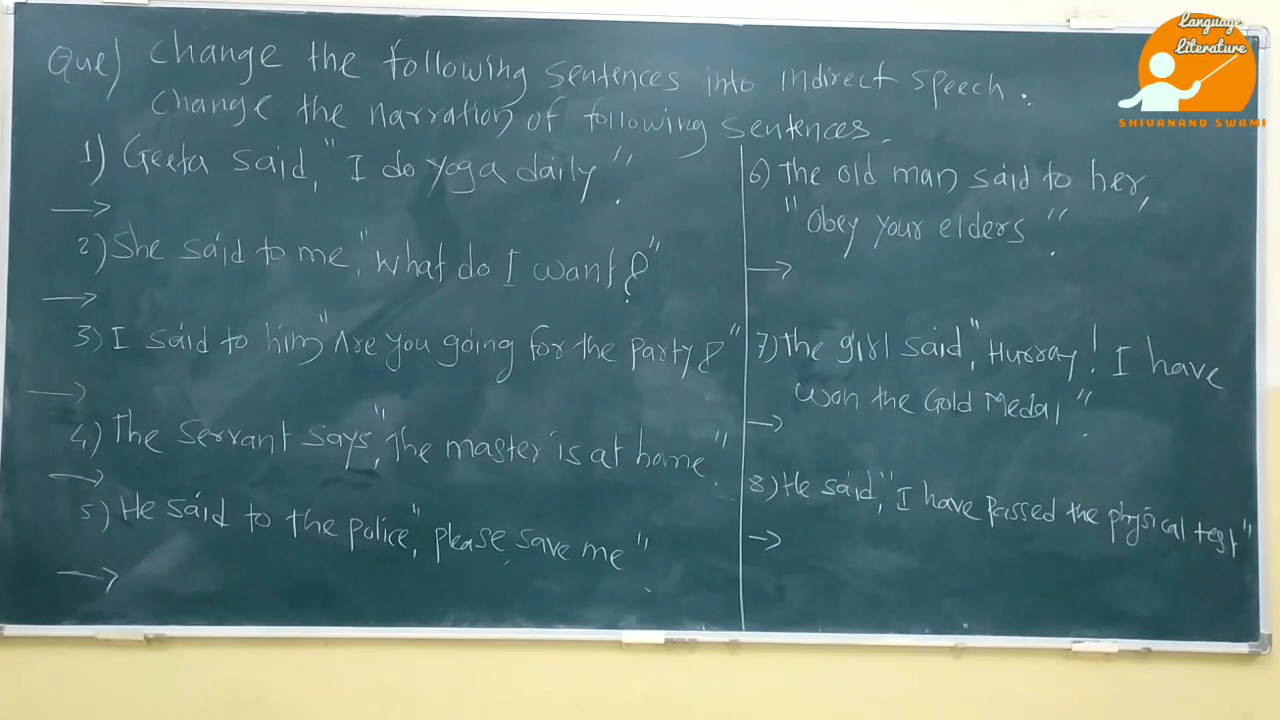 Que) Change the following sentences into indirect speech.
Change the narration of following sentences.
1) Geeta said, "I do yoga daily".
→
2) She said to me, "What do I want?"
→
3) I said to him "Are you going for the party?"
→
4) The servant says, "The master is at home".
→
5) He said to the police, "please save me".
→
6) The old man said to her,
"Obey your elders".
→
7) The girl said, "Hurray! I have
won the Gold Medal".
→
8) He said, "I have passed the physical test"
→
Language
Literature
SHIVANAND SWAMI